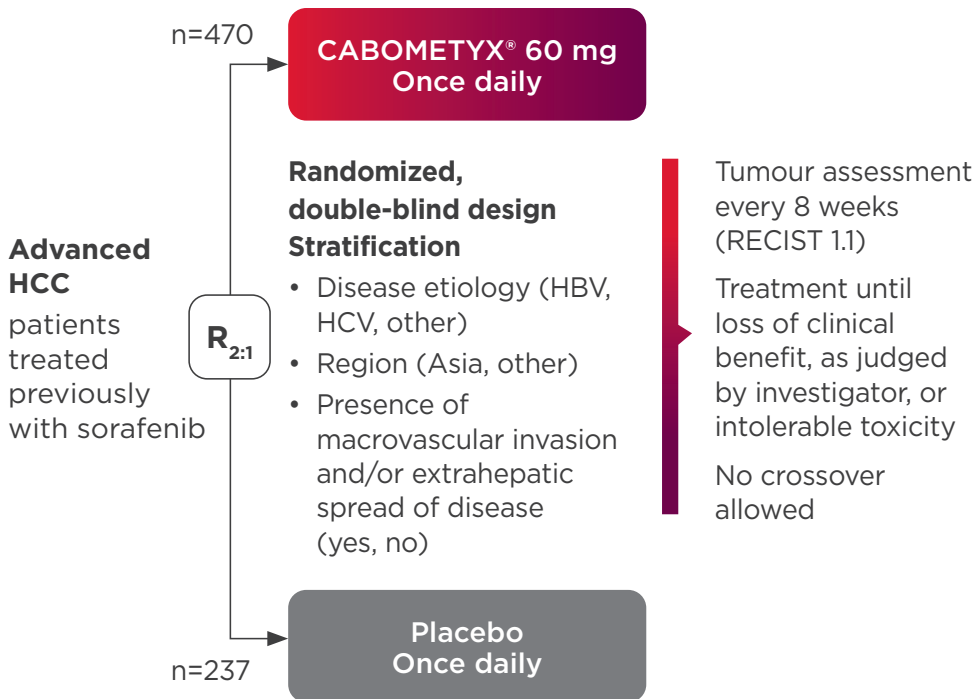 n=470
CABOMETYX® 60 mg
Once daily
Advanced
HCC
patients
treated
previously
with sorafenib
R2:1
Randomized,
double-blind design
Stratification
• Disease etiology (HBV,
HCV, other)
• Region (Asia, other)
• Presence of
macrovascular invasion
and/or extrahepatic
spread of disease
(yes, no)
Tumour assessment
every 8 weeks
(RECIST 1.1)
Treatment until
loss of clinical
benefit, as judged
by investigator, or
intolerable toxicity
No crossover
allowed
n=237
Placebo
Once daily